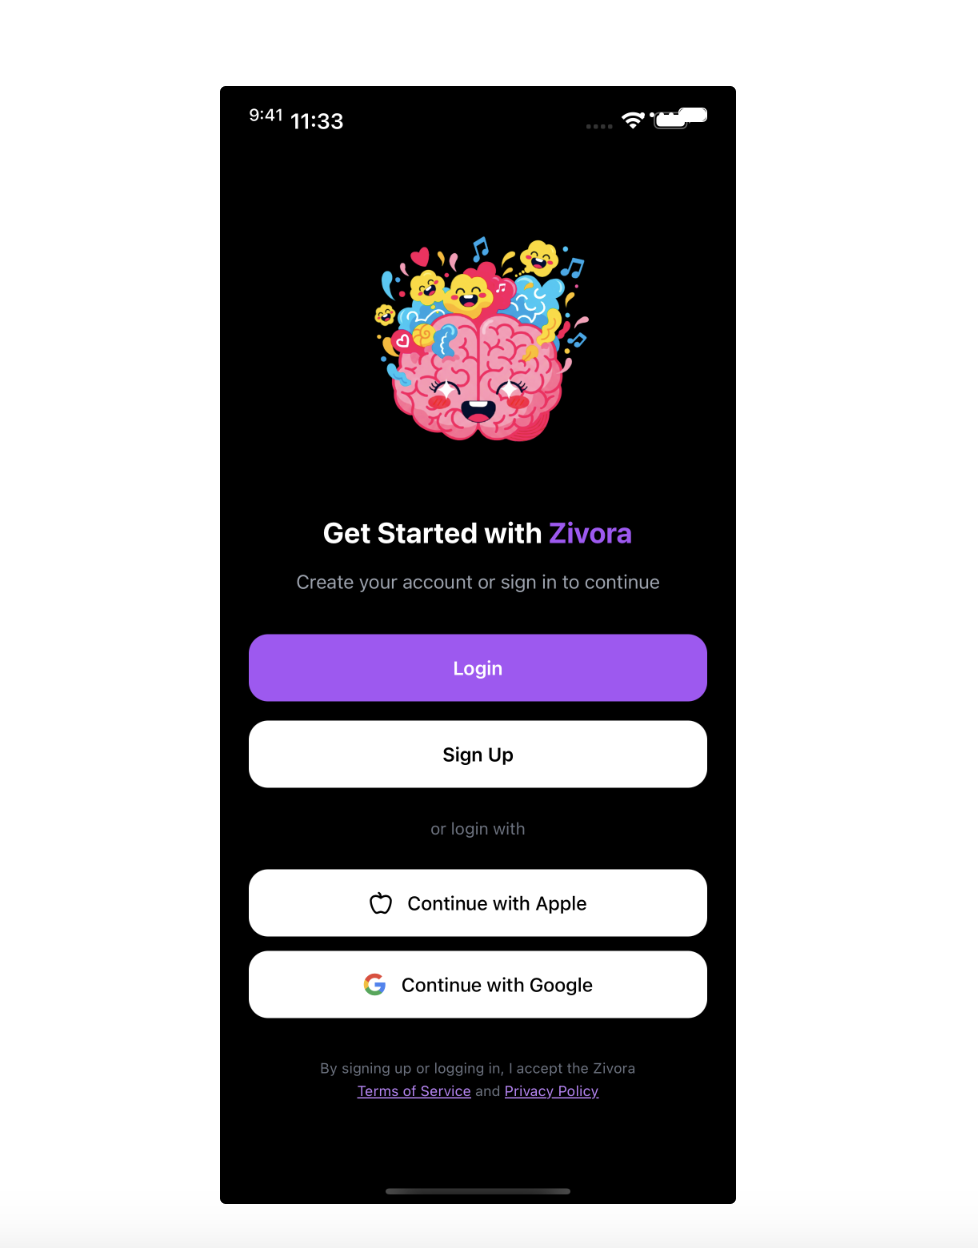 9:41 11:33
Get Started with Zivora
Create your account or sign in to continue
Login
Sign Up
or login with
Continue with Apple
Continue with Google
By signing up or logging in, I accept the Zivora
Terms of Service and Privacy Policy